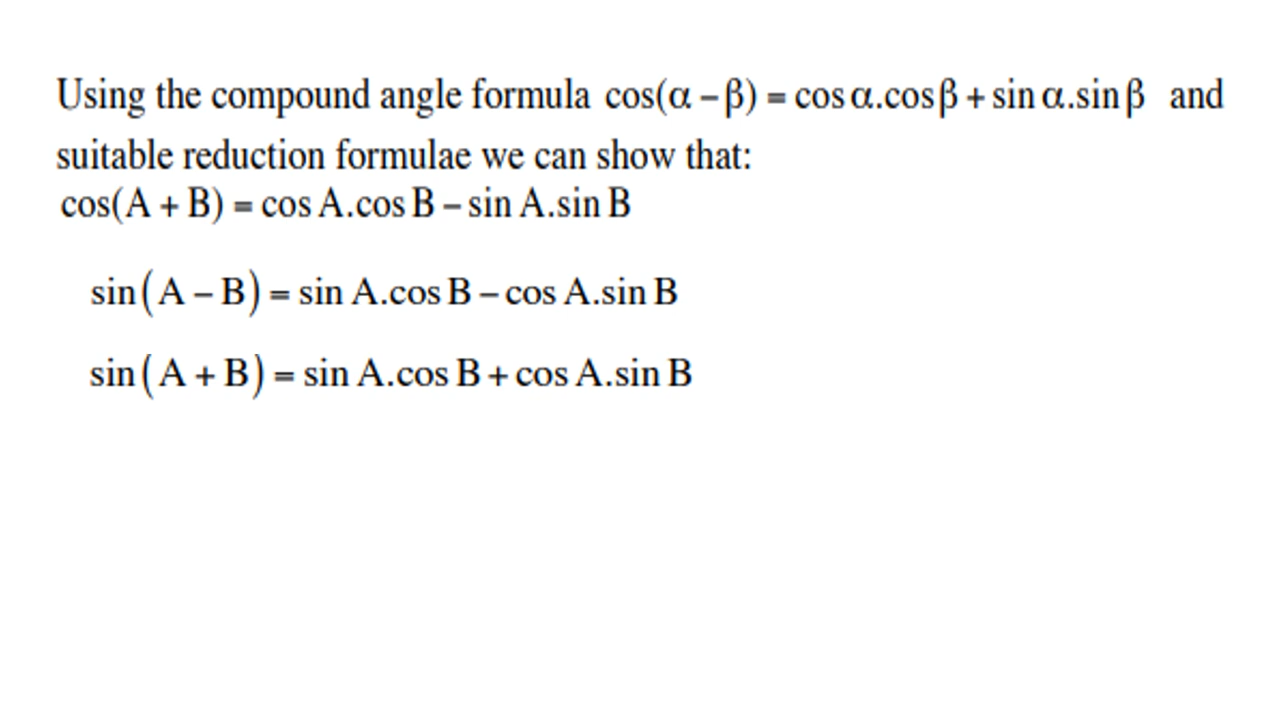 Using the compound angle formula cos(α – β) = cos α.cos β + sin α.sin β and
suitable reduction formulae we can show that:
cos(A + B) = cos A.cos B – sin A.sin B
sin(A – B) = sin A.cos B – cos A.sin B
sin(A + B) = sin A.cos B + cos A.sin B